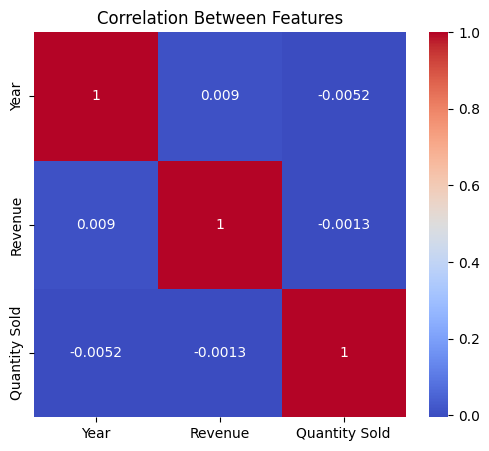 Correlation Between Features
Year
1
0.009
-0.0052
Revenue
0.009
1
-0.0013
Quantity Sold
-0.0052
-0.0013
1
Year
Revenue
Quantity Sold
1.0
0.8
0.6
0.4
0.2
0.0